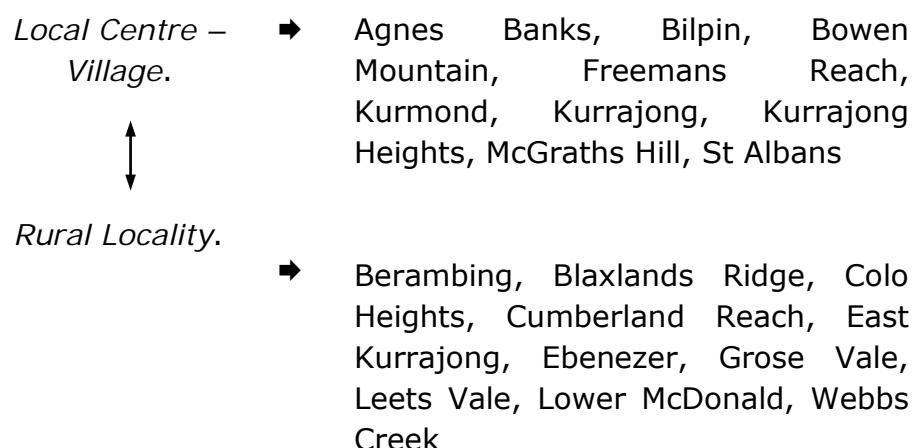 Local Centre – Village.
➡ Agnes Banks, Bilpin, Bowen
Mountain, Freemans Reach,
Kurmond, Kurrajong, Kurrajong
Heights, McGraths Hill, St Albans
Rural Locality.
➡ Berambing, Blaxlands Ridge, Colo
Heights, Cumberland Reach, East
Kurrajong, Ebenezer, Grose Vale,
Leets Vale, Lower McDonald, Webbs
Creek